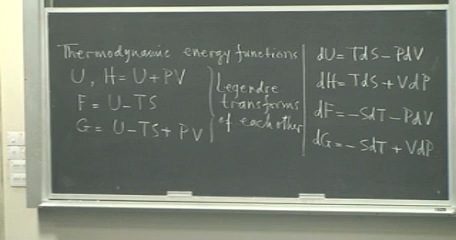 Thermodynamic energy functions
U, H = U + PV
F = U - TS
G = U - TS + PV
Legendre
transforms
of each other
dU = TdS - PdV
dH = TdS + VdP
dF = -SdT - PdV
dG = -SdT + VdP